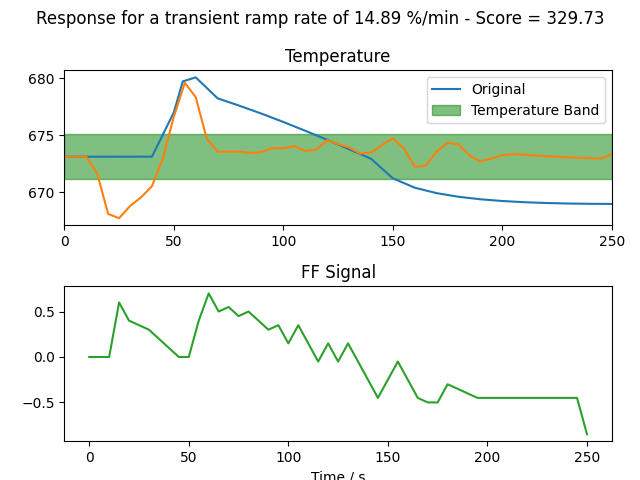 Response for a transient ramp rate of 14.89 %/min - Score = 329.73
Temperature
680
675
670
Original
Temperature Band
0 50 100 150 200 250
FF Signal
0.5
0.0
−0.5
0 50 100 150 200 250
Time / s